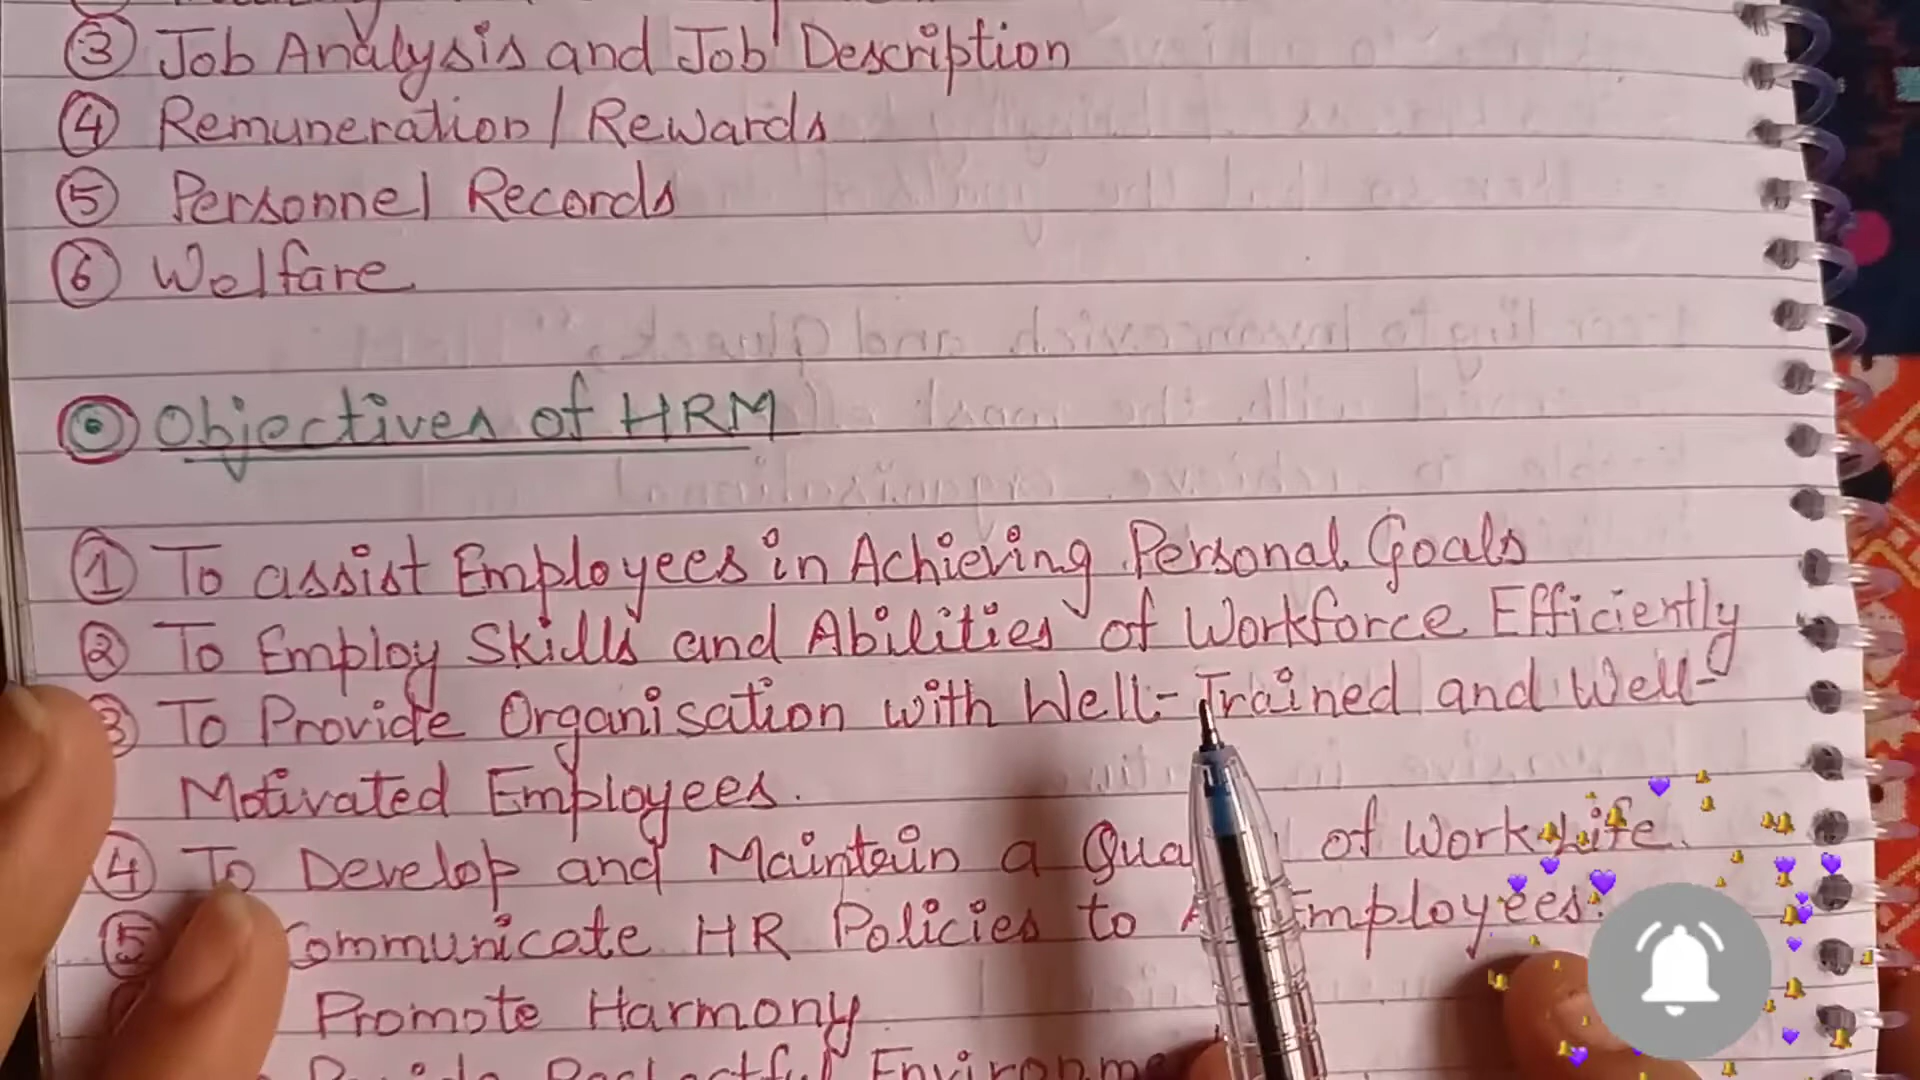 ③ Job Analysis and Job Description
④ Remuneration / Rewards
⑤ Personnel Records
⑥ Welfare
Objectives of HRM
① To assist Employees in Achieving Personal Goals
② To Employ Skills and Abilities of Workforce Efficiently
③ To Provide Organisation with Well-Trained and Well-
Motivated Employees.
④ To Develop and Maintain a of Work Life.
⑤ Communicate HR Policies to Employees.
Promote Harmony